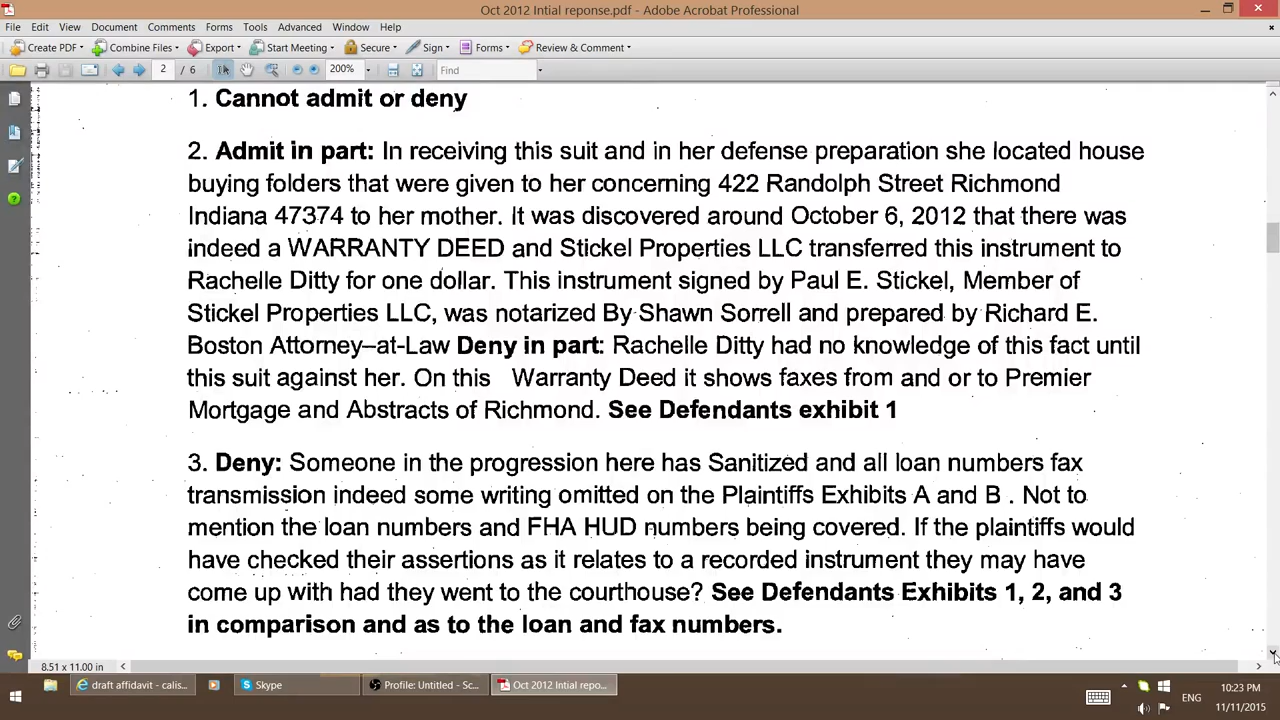 Oct 2012 Intial reponse.pdf - Adobe Acrobat Professional
File Edit View Document Comments Forms Tools Advanced Window Help
Create PDF Combine Files Export Start Meeting Secure Sign Forms Review & Comment
2 / 6 200% Find
1. Cannot admit or deny
2. Admit in part: In receiving this suit and in her defense preparation she located house
buying folders that were given to her concerning 422 Randolph Street Richmond
Indiana 47374 to her mother. It was discovered around October 6, 2012 that there was
indeed a WARRANTY DEED and Stickel Properties LLC transferred this instrument to
Rachelle Ditty for one dollar. This instrument signed by Paul E. Stickel, Member of
Stickel Properties LLC, was notarized By Shawn Sorrell and prepared by Richard E.
Boston Attorney–at-Law Deny in part: Rachelle Ditty had no knowledge of this fact until
this suit against her. On this Warranty Deed it shows faxes from and or to Premier
Mortgage and Abstracts of Richmond. See Defendants exhibit 1
3. Deny: Someone in the progression here has Sanitized and all loan numbers fax
transmission indeed some writing omitted on the Plaintiffs Exhibits A and B . Not to
mention the loan numbers and FHA HUD numbers being covered. If the plaintiffs would
have checked their assertions as it relates to a recorded instrument they may have
come up with had they went to the courthouse? See Defendants Exhibits 1, 2, and 3
in comparison and as to the loan and fax numbers.
8.51 x 11.00 in
draft affidavit - calis... Skype Profile: Untitled - Sc... Oct 2012 Intial repo... ENG 10:23 PM
11/11/2015